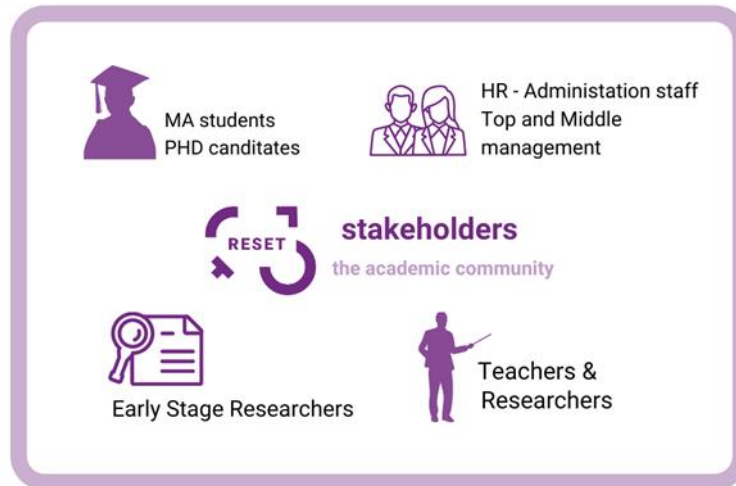 MA students
PHD canditates
HR - Administation staff
Top and Middle
management
RESET
stakeholders
the academic community
Early Stage Researchers
Teachers &
Researchers